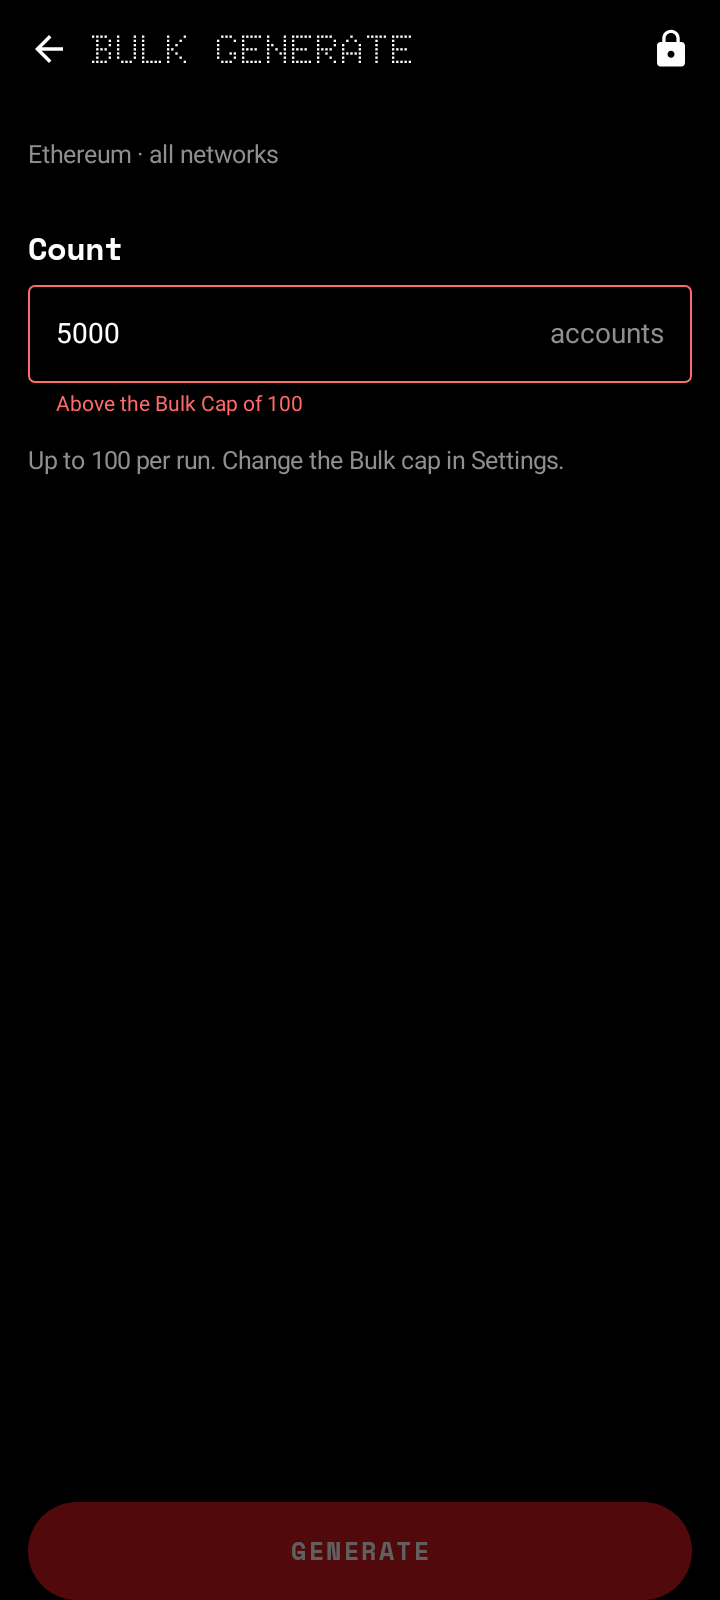 BULK GENERATE
Ethereum · all networks
Count
5000 accounts
Above the Bulk Cap of 100
Up to 100 per run. Change the Bulk cap in Settings.
GENERATE